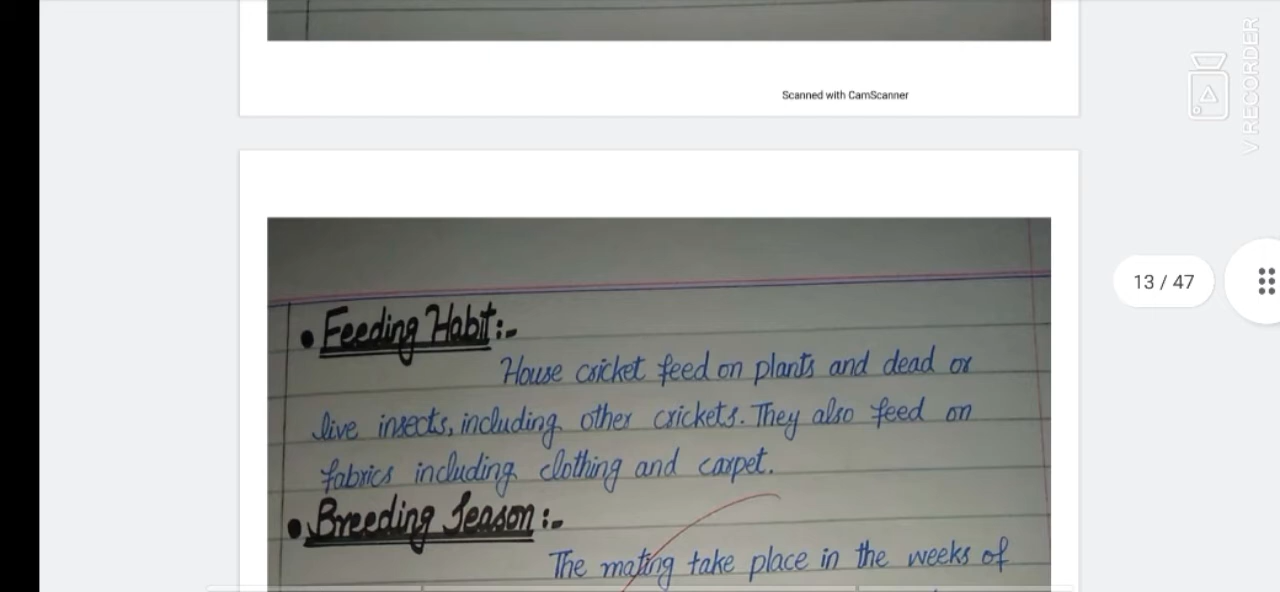 Scanned with CamScanner
V RECORDER
13 / 47
• Feeding Habit:-
House cricket feed on plants and dead or
live insects, including other crickets. They also feed on
fabrics including clothing and carpet.
• Breeding Season:-
The mating take place in the weeks of